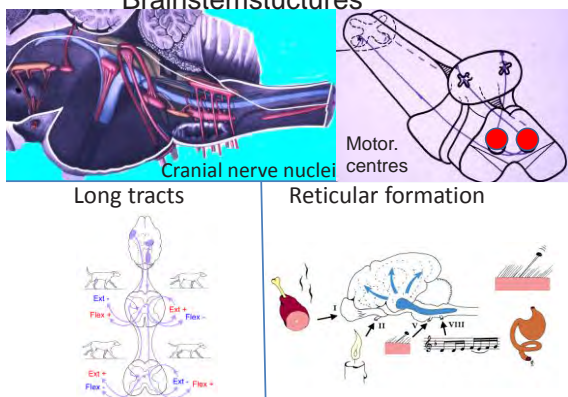 Brainstemstuctures
Cranial nerve nuclei
Motor.
centres
Long tracts
Reticular formation
Ext -
Flex +
Ext +
Flex -
Ext +
Flex -
Ext -
Flex +
I
II
V
VIII